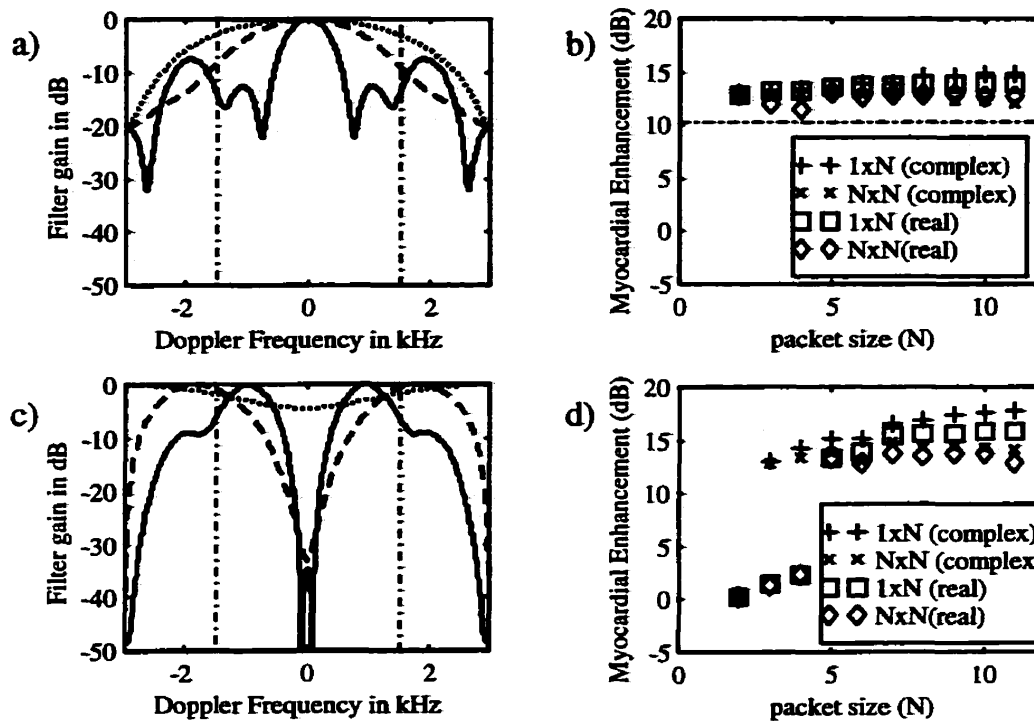 a)
Filter gain in dB
0
-10
-20
-30
-40
-50
-2
0
2
Doppler Frequency in kHz
b)
Myocardial Enhancement (dB)
20
15
10
5
0
-5
0
5
10
packet size (N)
1xN (complex)
NxN (complex)
1xN (real)
NxN(real)
c)
Filter gain in dB
0
-10
-20
-30
-40
-50
-2
0
2
Doppler Frequency in kHz
d)
Myocardial Enhancement (dB)
20
15
10
5
0
-5
0
5
10
packet size (N)
1xN (complex)
NxN (complex
1xN (real)
NxN(real)